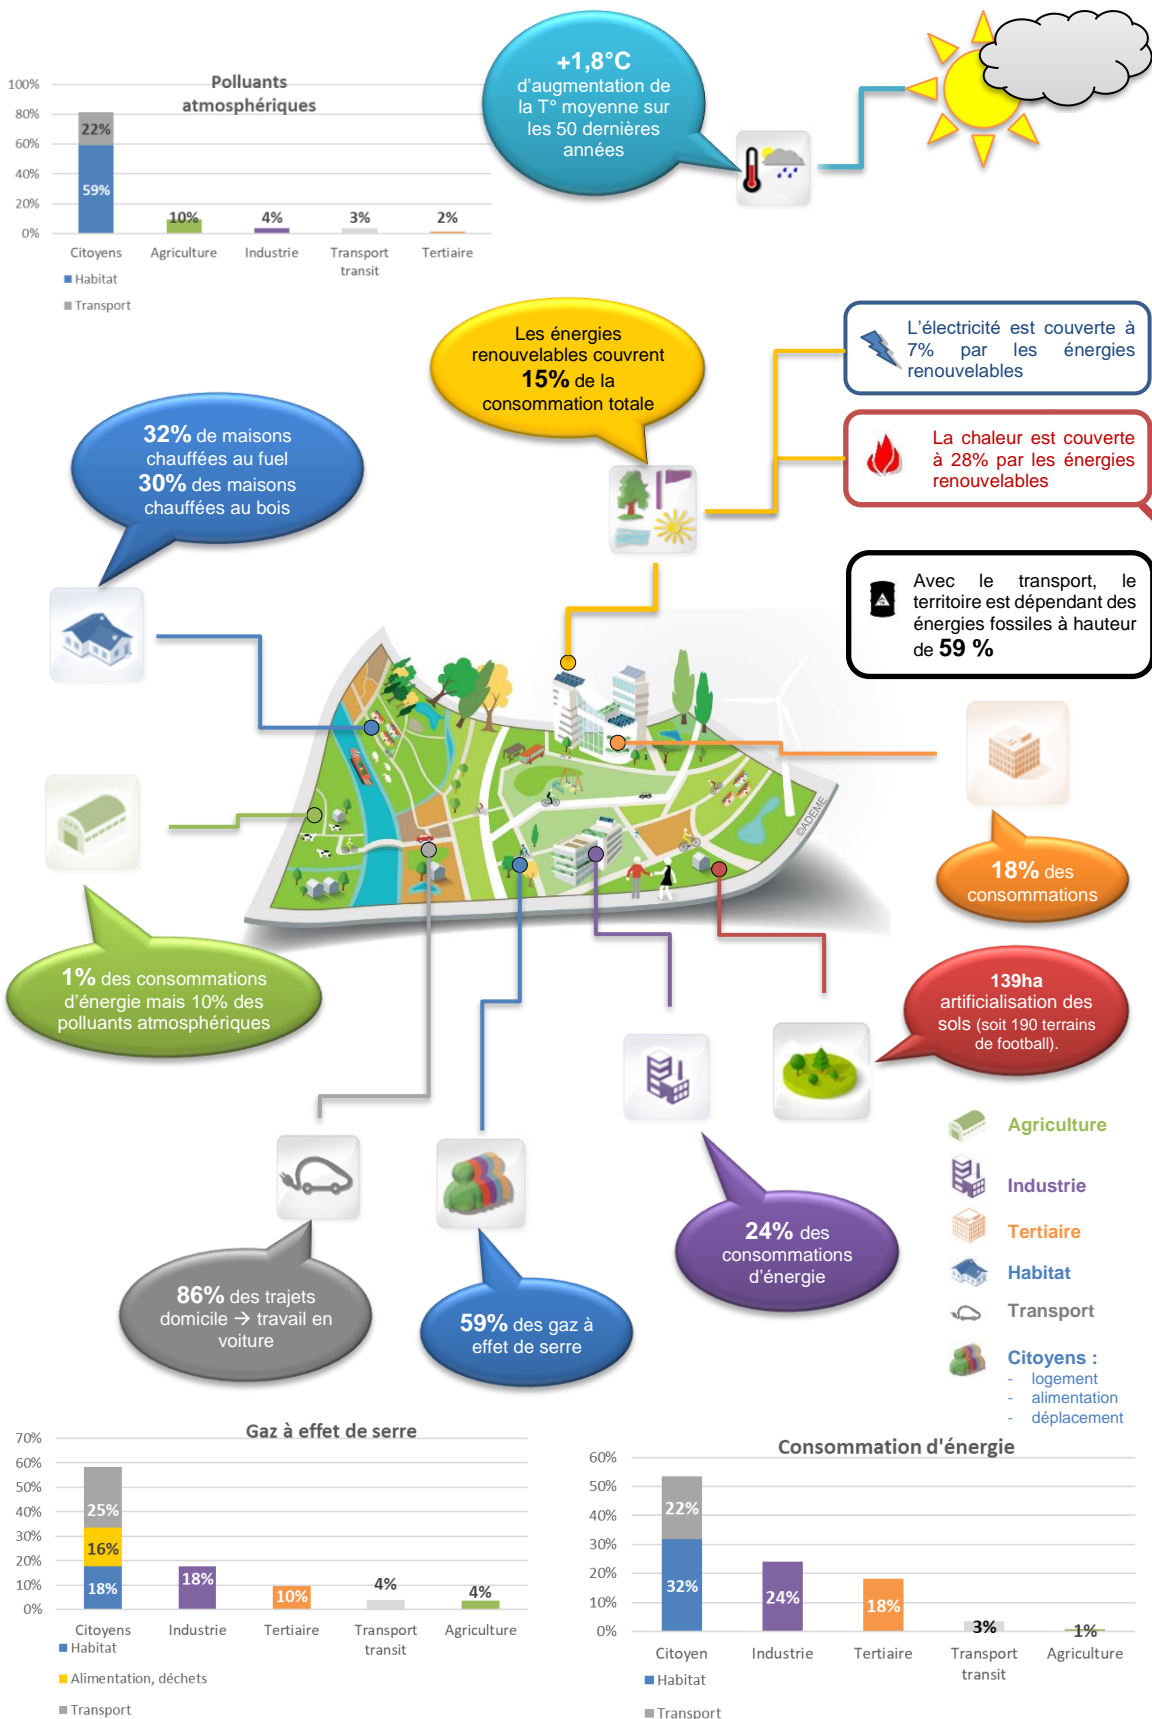 Polluants
atmosphériques
100%
80%
60%
40%
20%
0%
22%
59%
10%
4%
3%
2%
Citoyens
Agriculture
Industrie
Transport
transit
Tertiaire
Habitat
Transport
+1,8°C
d'augmentation de
la T° moyenne sur
les 50 dernières
années
Les énergies
renouvelables couvrent
15% de la
consommation totale
L'électricité est couverte à
7% par les énergies
renouvelables
La chaleur est couverte
à 28% par les énergies
renouvelables
Avec le transport, le
territoire est dépendant des
énergies fossiles à hauteur
de 59 %
32% de maisons
chauffées au fuel
30% des maisons
chauffées au bois
©ADEME
18% des
consommations
1% des consommations
d'énergie mais 10% des
polluants atmosphériques
139ha
artificialisation des
sols (soit 190 terrains
de football).
86% des trajets
domicile → travail en
voiture
59% des gaz à
effet de serre
24% des
consommations
d'énergie
Agriculture
Industrie
Tertiaire
Habitat
Transport
Citoyens :
- logement
- alimentation
- déplacement
Gaz à effet de serre
70%
60%
50%
40%
30%
20%
10%
0%
25%
16%
18%
18%
10%
4%
4%
Citoyens
Industrie
Tertiaire
Transport
transit
Agriculture
Habitat
Alimentation, déchets
Transport
Consommation d'énergie
60%
50%
40%
30%
20%
10%
0%
22%
32%
24%
18%
3%
1%
Citoyen
Industrie
Tertiaire
Transport
transit
Agriculture
Habitat
Transport